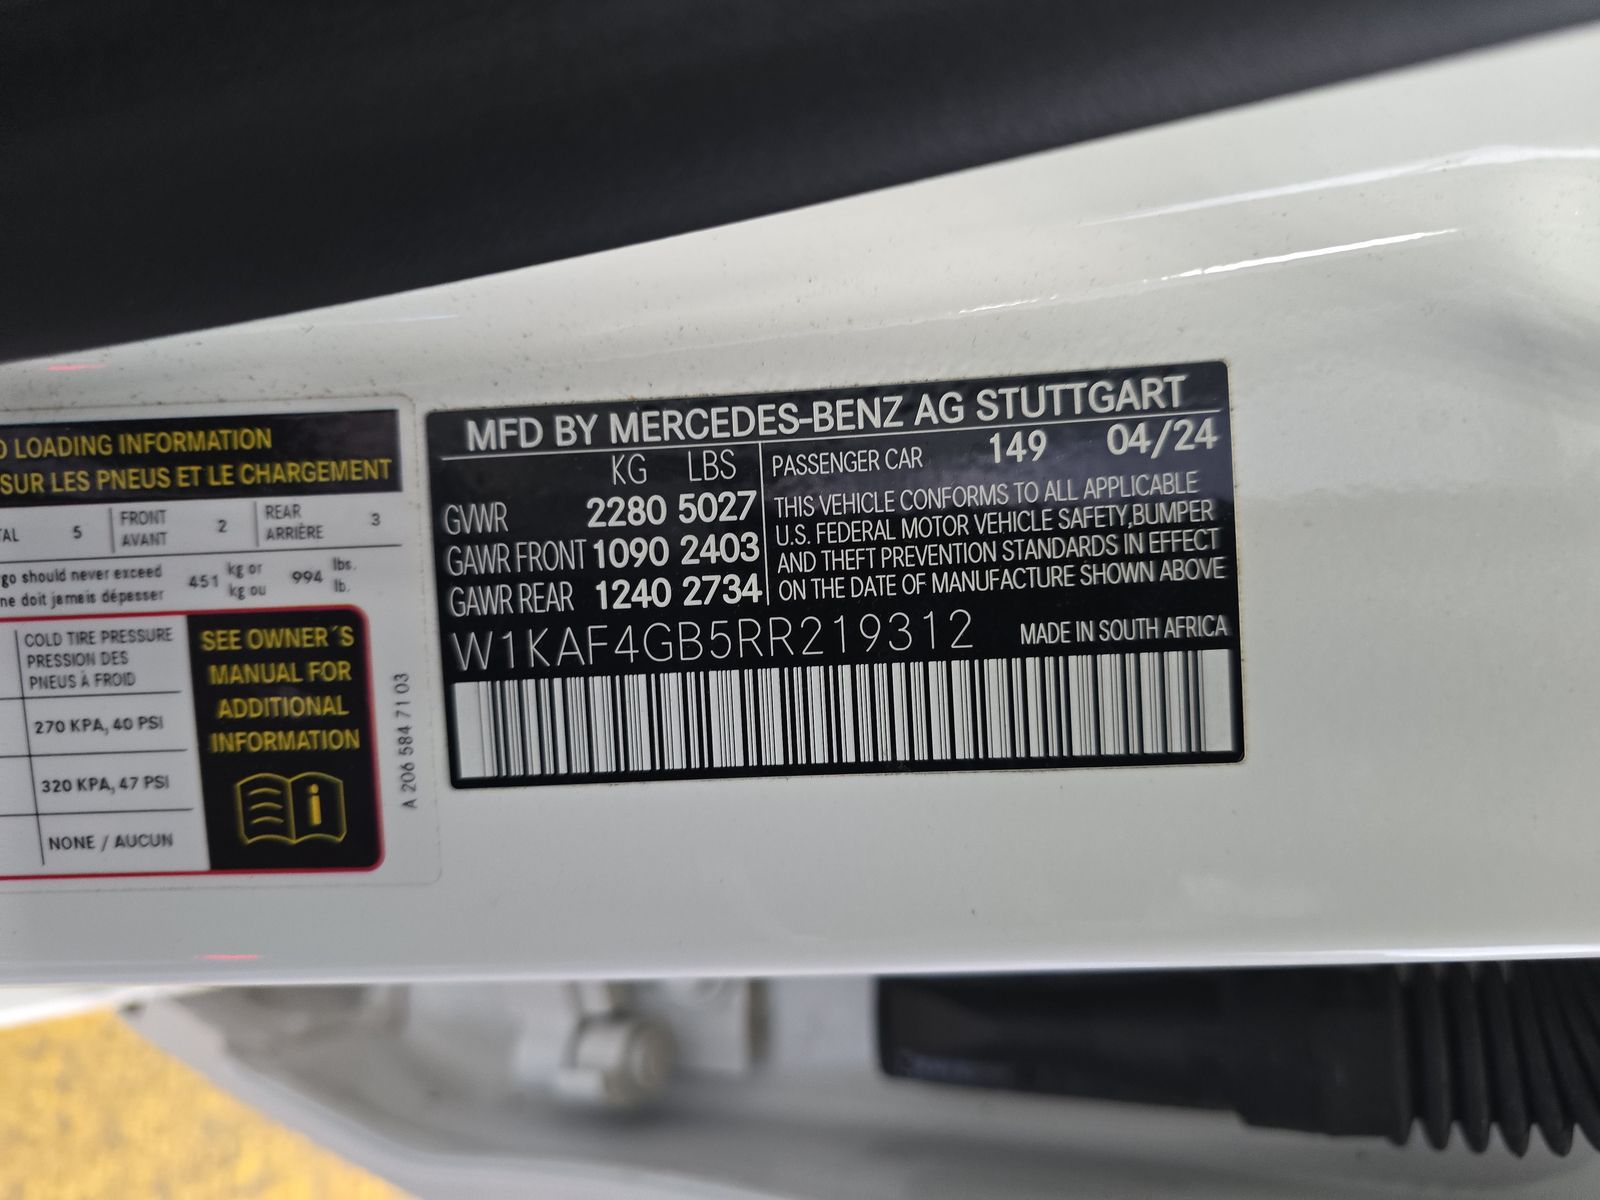 D LOADING INFORMATION
SUR LES PNEUS ET LE CHARGEMENT
5
FRONT
AVANT
2
REAR
ARRIÈRE
3
go should never exceed
ne doit jamais dépasser
451
kg or
kg ou
994
lbs.
lb.
COLD TIRE PRESSURE
PRESSION DES
PNEUS À FROID
270 KPA, 40 PSI
320 KPA, 47 PSI
NONE / AUCUN
SEE OWNER´S
MANUAL FOR
ADDITIONAL
INFORMATION
A 206 584 71 03
MFD BY MERCEDES-BENZ AG STUTTGART
KG LBS
GVWR 2280 5027
GAWR FRONT 1090 2403
GAWR REAR 1240 2734
PASSENGER CAR 149 04/24
THIS VEHICLE CONFORMS TO ALL APPLICABLE
U.S. FEDERAL MOTOR VEHICLE SAFETY,BUMPER
AND THEFT PREVENTION STANDARDS IN EFFECT
ON THE DATE OF MANUFACTURE SHOWN ABOVE
W1KAF4GB5RR219312 MADE IN SOUTH AFRICA